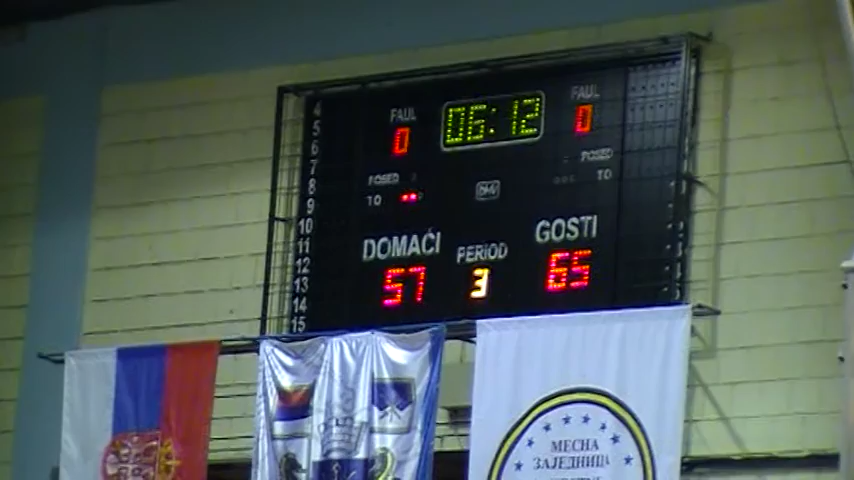 FAUL 06:12 FAUL
0 0
POSED POSED
TO TO
DOMAĆI PERIOD GOSTI
57 3 65
4
5
6
7
8
9
10
11
12
13
14
15
МЕСНА
ЗАЈЕДНИЦА